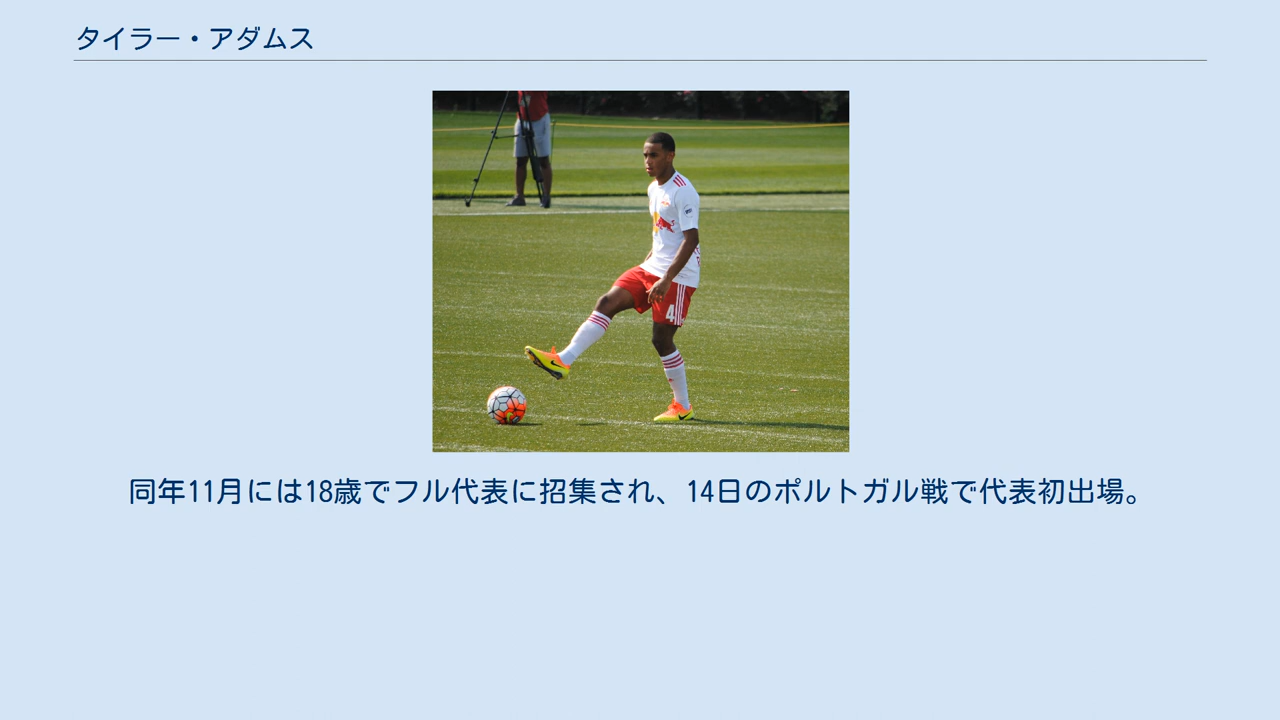 タイラー・アダムス
4
同年11月には18歳でフル代表に招集され、14日のポルトガル戦で代表初出場。